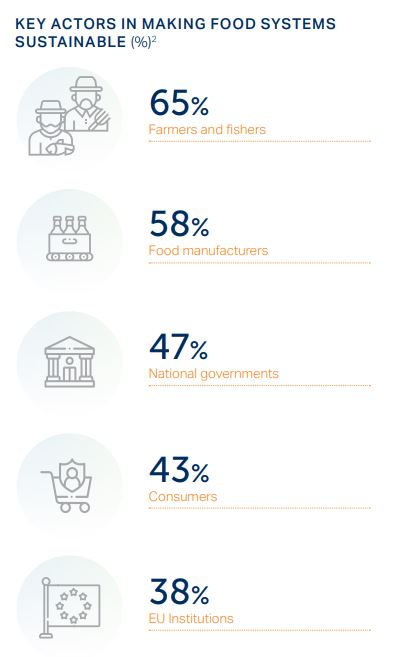 KEY ACTORS IN MAKING FOOD SYSTEMS
SUSTAINABLE (%)²
65%
Farmers and fishers
58%
Food manufacturers
47%
National governments
43%
Consumers
38%
EU Institutions